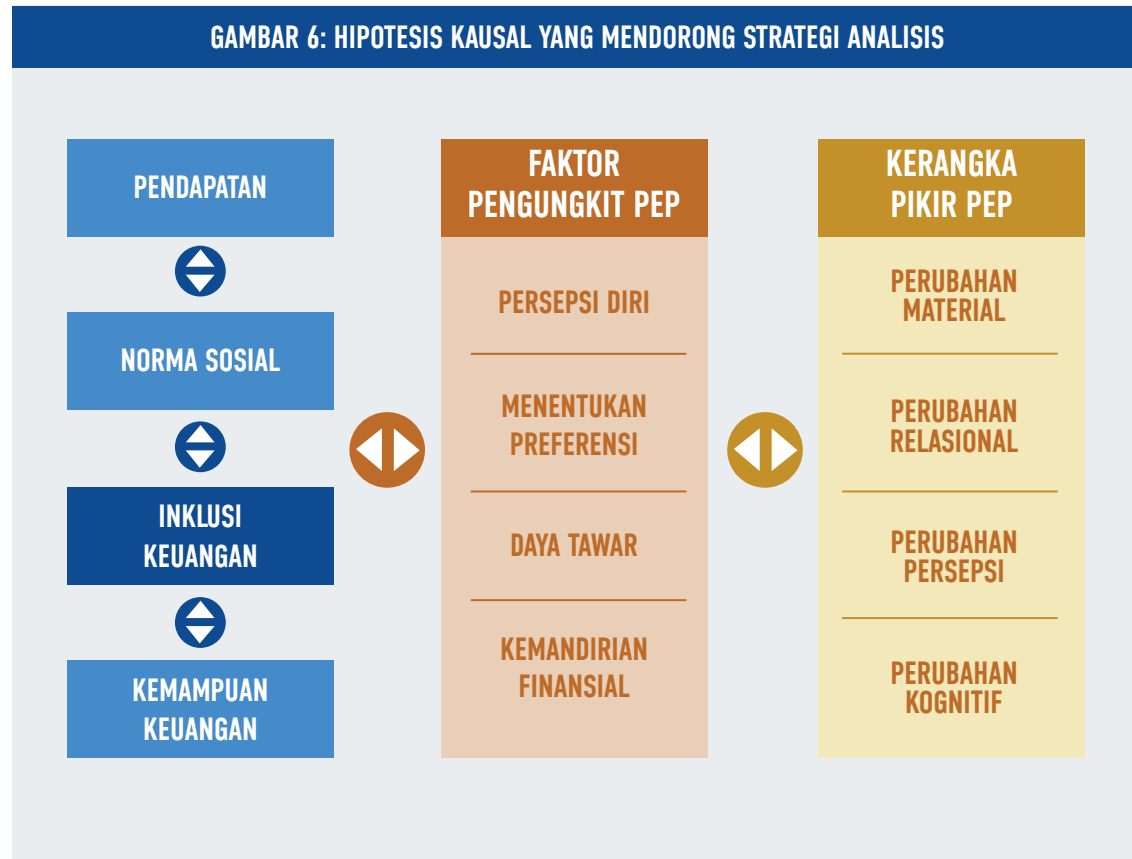 GAMBAR 6: HIPOTESIS KAUSAL YANG MENDORONG STRATEGI ANALISIS
PENDAPATAN
NORMA SOSIAL
INKLUSI
KEUANGAN
KEMAMPUAN
KEUANGAN
FAKTOR
PENGUNGKIT PEP
PERSEPSI DIRI
MENENTUKAN
PREFERENSI
DAYA TAWAR
KEMANDIRIAN
FINANSIAL
KERANGKA
PIKIR PEP
PERUBAHAN
MATERIAL
PERUBAHAN
RELASIONAL
PERUBAHAN
PERSEPSI
PERUBAHAN
KOGNITIF